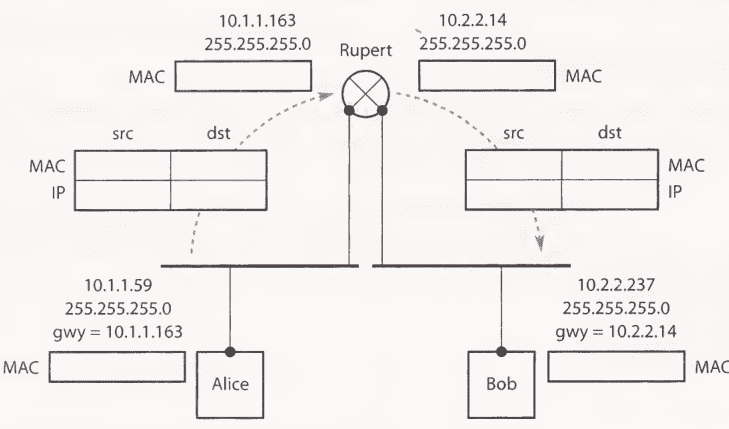 10.1.1.163
255.255.255.0
MAC
Rupert
10.2.2.14
255.255.255.0
MAC
src dst
MAC
IP
src dst
MAC
IP
10.1.1.59
255.255.255.0
gwy = 10.1.1.163
MAC
Alice
10.2.2.237
255.255.255.0
gwy = 10.2.2.14
MAC
Bob